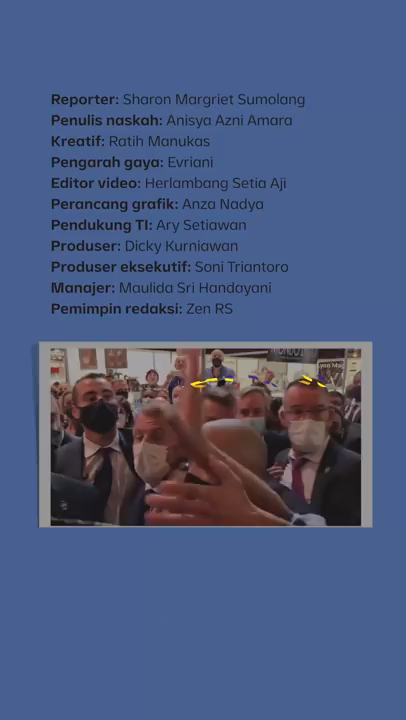 Reporter: Sharon Margriet Sumolang
Penulis naskah: Anisya Azni Amara
Kreatif: Ratih Manukas
Pengarah gaya: Evriani
Editor video: Herlambang Setia Aji
Perancang grafik: Anza Nadya
Pendukung TI: Ary Setiawan
Produser: Dicky Kurniawan
Produser eksekutif: Soni Triantoro
Manajer: Maulida Sri Handayani
Pemimpin redaksi: Zen RS